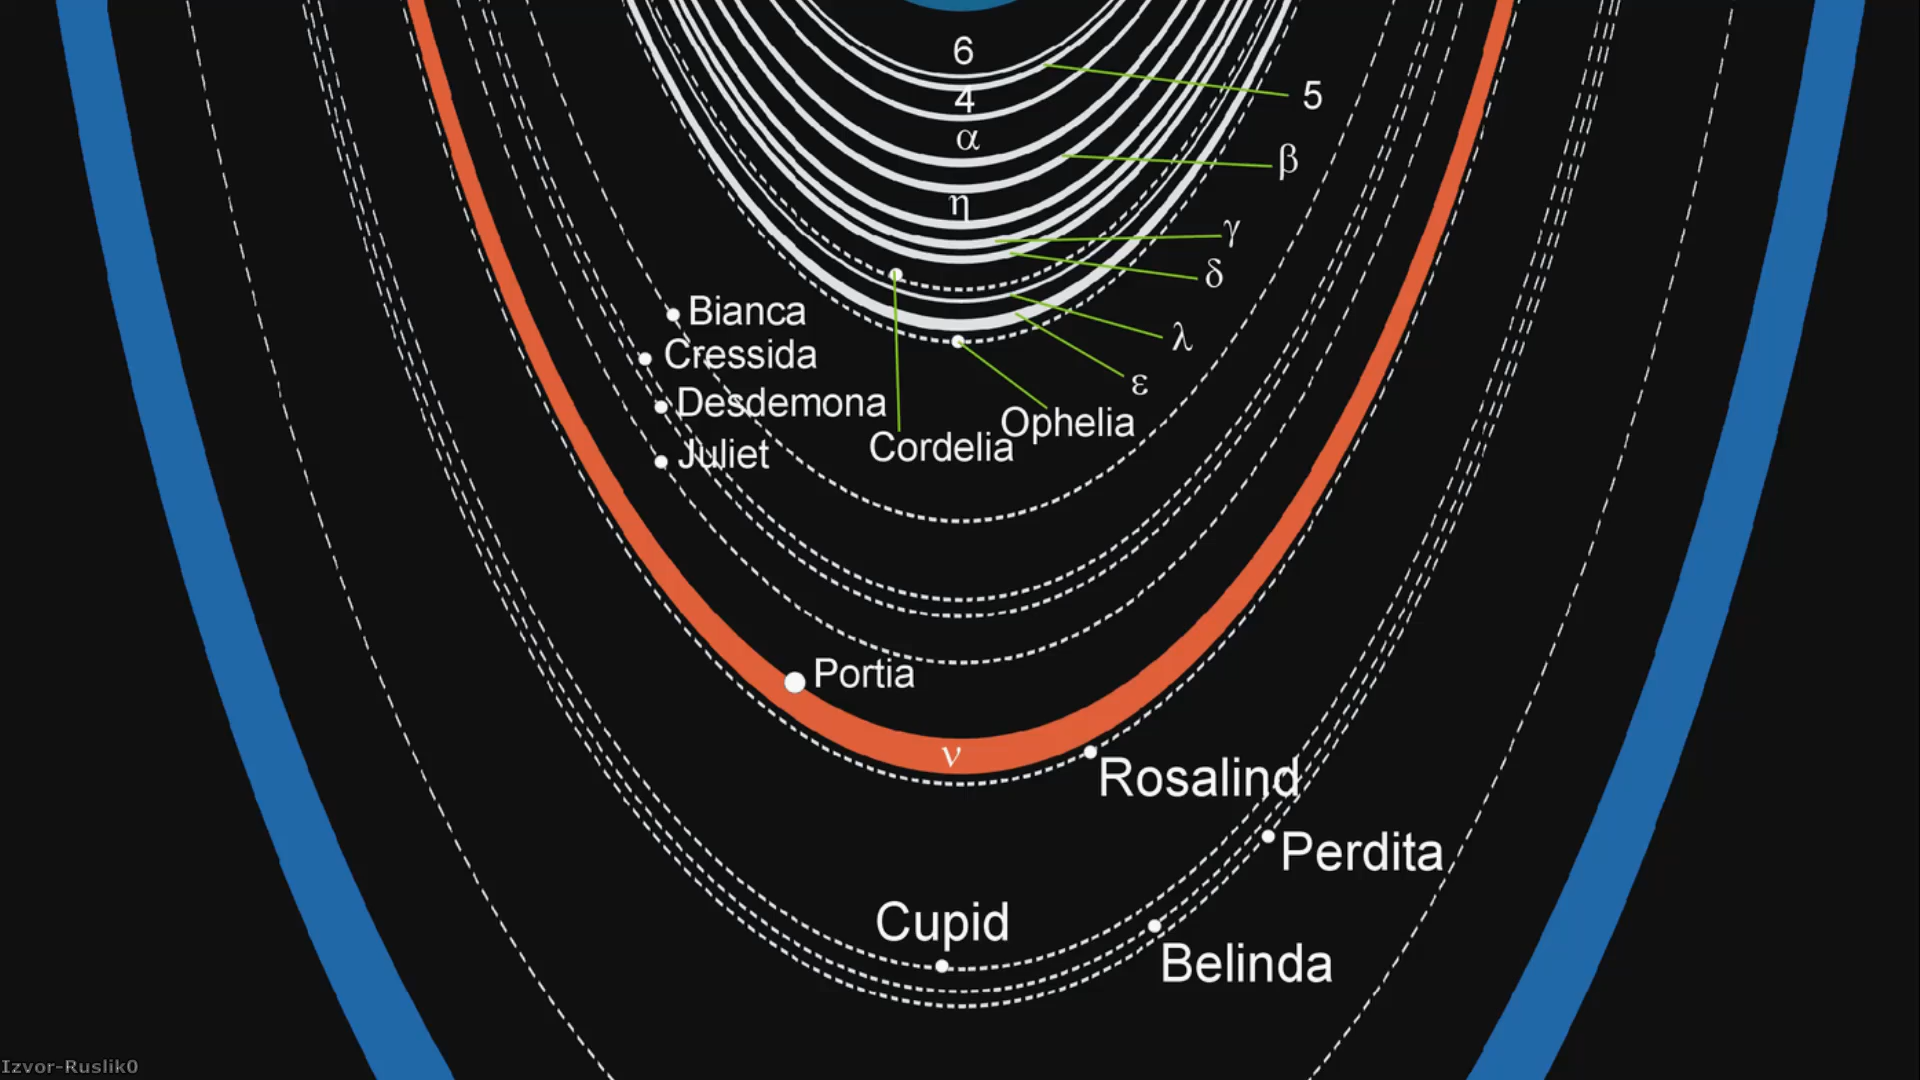 6
5
4
α
β
η
γ
δ
Bianca
λ
Cressida
ε
Desdemona
Ophelia
Cordelia
Juliet
Portia
ν
Rosalind
Perdita
Cupid
Belinda
Izvor-Ruslik0